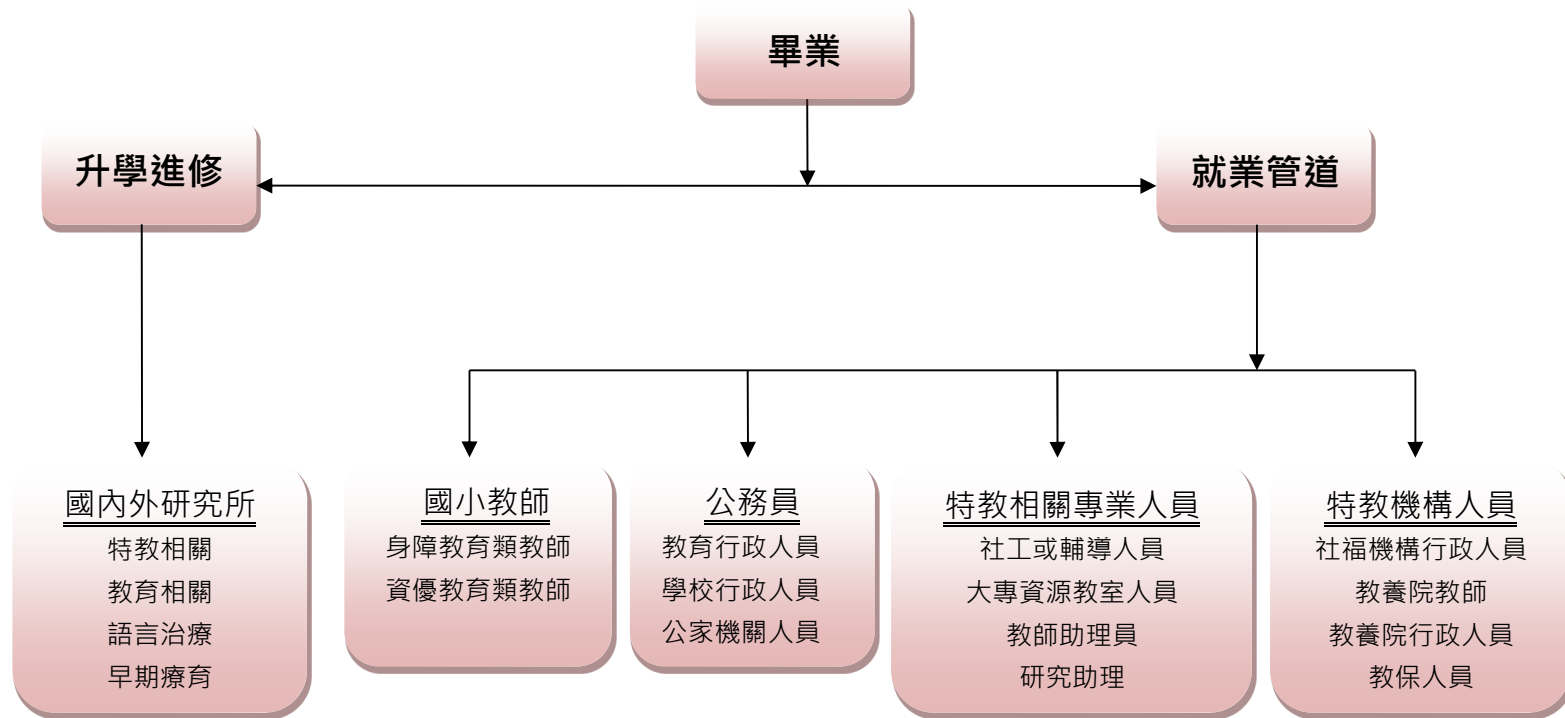 畢業
升學進修
就業管道
國內外研究所
特教相關
教育相關
語言治療
早期療育
國小教師
身障教育類教師
資優教育類教師
公務員
教育行政人員
學校行政人員
公家機關人員
特教相關專業人員
社工或輔導人員
大專資源教室人員
教師助理員
研究助理
特教機構人員
社福機構行政人員
教養院教師
教養院行政人員
教保人員